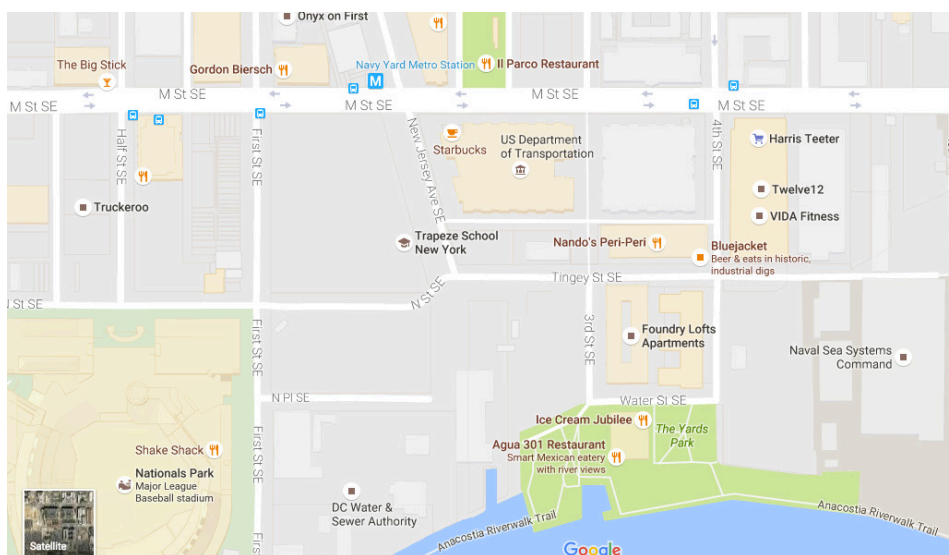 Onyx on First
The Big Stick
Gordon Biersch
Navy Yard Metro Station
M
Il Parco Restaurant
M St SE
M St SE
M St SE
M St SE
M St SE
Half St SE
First St SE
New Jersey Ave SE
4th St SE
Starbucks
US Department
of Transportation
Harris Teeter
Twelve12
VIDA Fitness
Truckeroo
Trapeze School
New York
Nando's Peri-Peri
Bluejacket
Beer & eats in historic,
industrial digs
Tingey St SE
N St SE
N St SE
First St SE
3rd St SE
Foundry Lofts
Apartments
Naval Sea Systems
Command
N Pl SE
Water St SE
Ice Cream Jubilee
The Yards
Park
Shake Shack
First St SE
Agua 301 Restaurant
Smart Mexican eatery
with river views
Nationals Park
Major League
Baseball stadium
DC Water &
Sewer Authority
Anacostia Riverwalk Trail
Anacostia Riverwalk Trail
Satellite
Google